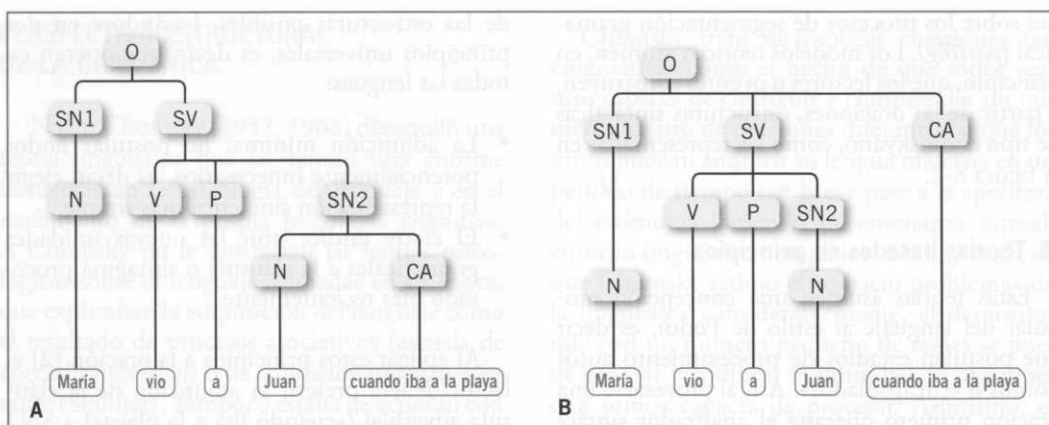 O
SN1 SV
N V P SN2
N CA
María vio a Juan cuando iba a la playa
A
O
SN1 SV CA
V P SN2
N N
María vio a Juan cuando iba a la playa
B